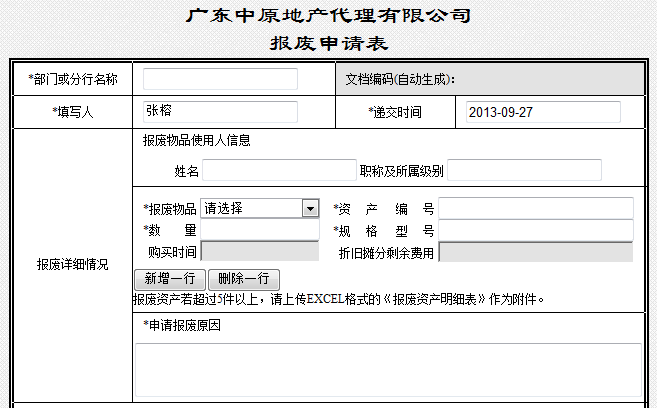 广东中原地产代理有限公司
报废申请表
*部门或分行名称 文档编码(自动生成):
*填写人 张榕 *递交时间 2013-09-27
报废物品使用人信息
姓名 职称及所属级别
*报废物品 请选择 *资产编号
*数量 *规格型号
购买时间 折旧摊分剩余费用
报废详细情况
新增一行 删除一行
报废资产若超过5件以上，请上传EXCEL格式的《报废资产明细表》作为附件。
*申请报废原因